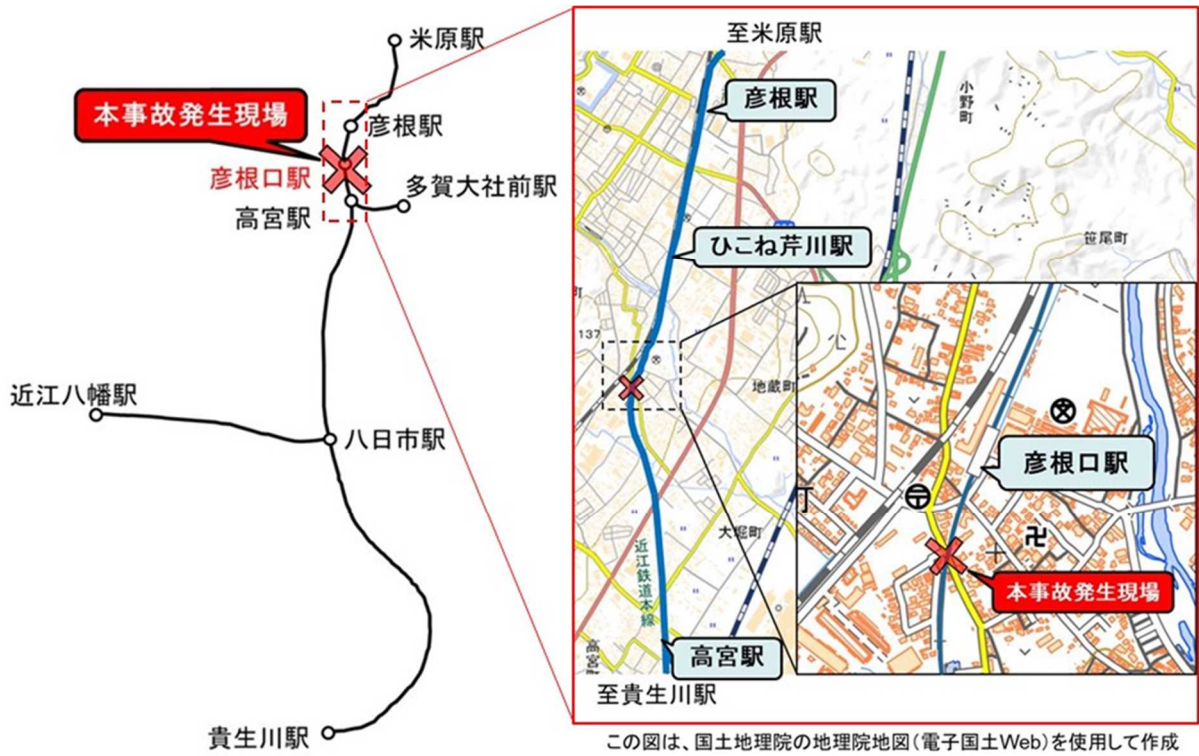 米原駅
本事故発生現場
彦根駅
彦根口駅
多賀大社前駅
高宮駅
近江八幡駅
八日市駅
貴生川駅
至米原駅
彦根駅
小野町
ひこね芹川駅
笹尾町
町
137
地蔵町
彦根口駅
丁
大堀町
本事故発生現場
近江鉄道本線
高宮町
高宮駅
至貴生川駅
この図は、国土地理院の地理院地図(電子国土Web)を使用して作成